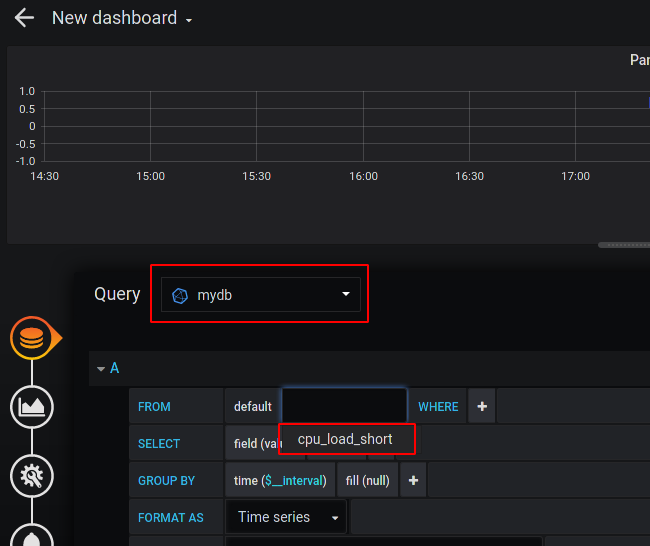 New dashboard
Par
1.0
0.5
0
-0.5
-1.0
14:30 15:00 15:30 16:00 16:30 17:00
Query mydb
A
FROM default WHERE +
cpu_load_short
SELECT field (valu
GROUP BY time ($__interval) fill (null) +
FORMAT AS Time series